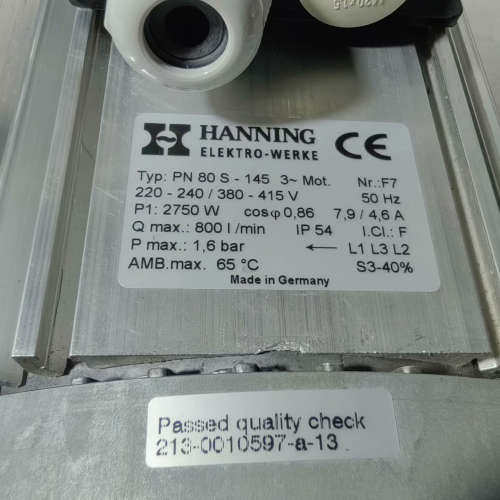 HANNING
ELEKTRO-WERKE
CE
Typ: PN 80 S - 145 3~ Mot. Nr.:F7
220 - 240 / 380 - 415 V 50 Hz
P1: 2750 W cosφ 0,86 7,9 / 4,6 A
Q max.: 800 l /min IP 54 I.Cl.: F
P max.: 1,6 bar ← L1 L3 L2
AMB.max. 65 °C S3-40%
Made in Germany
Passed quality check
213-0010597-a-13